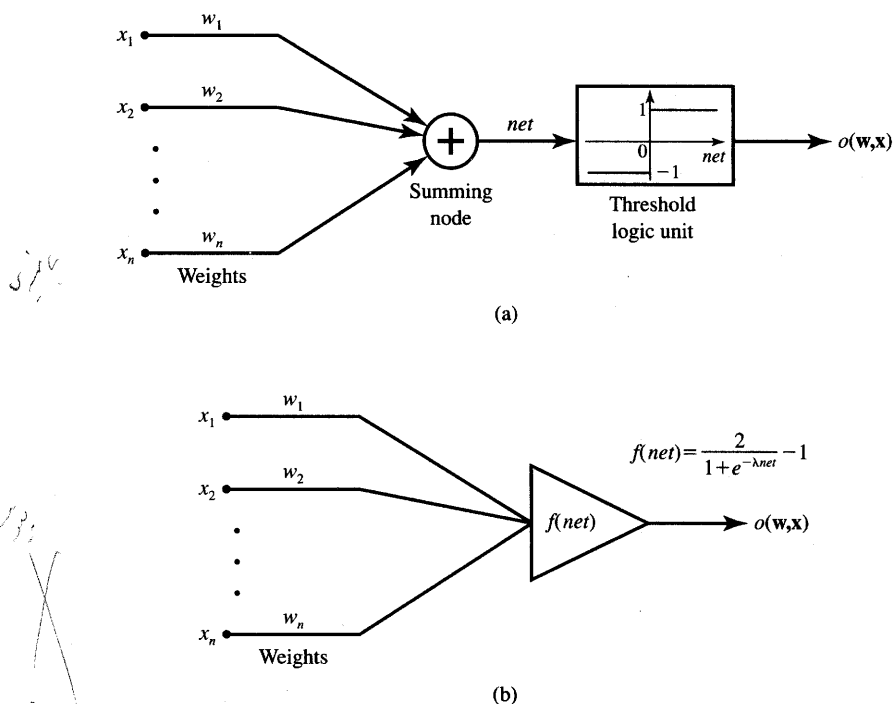 x₁ w₁
x₂ w₂
xₙ wₙ
Weights
+
Summing
node
net
1
0
net
−1
Threshold
logic unit
o(w,x)
(a)
x₁ w₁
x₂ w₂
xₙ wₙ
Weights
f(net)
f(net)=2/(1+e^−λnet)−1
o(w,x)
(b)